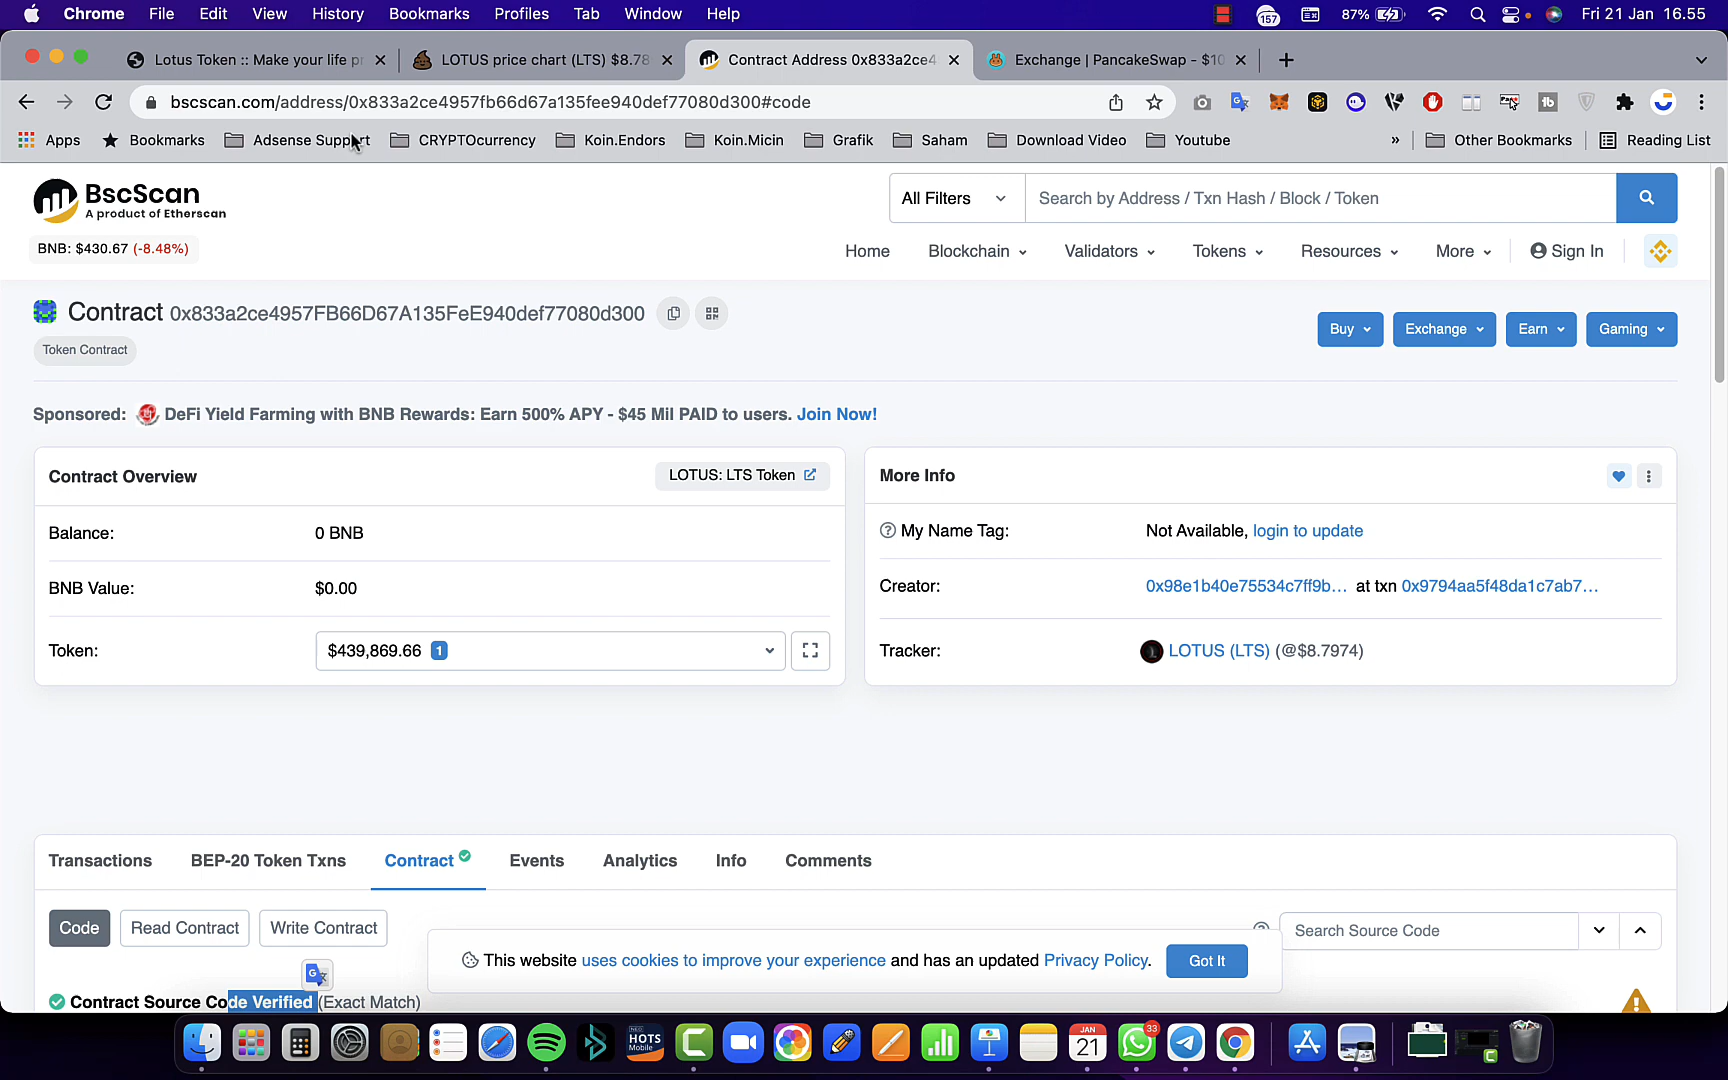 Chrome File Edit View History Bookmarks Profiles Tab Window Help 157 87% Fri 21 Jan 16.55
Lotus Token :: Make your life p LOTUS price chart (LTS) $8.78 Contract Address 0x833a2ce4 Exchange | PancakeSwap - $10
bscscan.com/address/0x833a2ce4957fb66d67a135fee940def77080d300#code
Apps Bookmarks Adsense Support CRYPTOcurrency Koin.Endors Koin.Micin Grafik Saham Download Video Youtube » Other Bookmarks Reading List
BscScan
A product of Etherscan
All Filters Search by Address / Txn Hash / Block / Token
BNB: $430.67 (-8.48%)
Home Blockchain Validators Tokens Resources More Sign In
Contract 0x833a2ce4957FB66D67A135FeE940def77080d300
Buy Exchange Earn Gaming
Token Contract
Sponsored: DeFi Yield Farming with BNB Rewards: Earn 500% APY - $45 Mil PAID to users. Join Now!
Contract Overview LOTUS: LTS Token
Balance: 0 BNB
BNB Value: $0.00
Token: $439,869.66 1
More Info
My Name Tag: Not Available, login to update
Creator: 0x98e1b40e75534c7ff9b... at txn 0x9794aa5f48da1c7ab7...
Tracker: LOTUS (LTS) (@$8.7974)
Transactions BEP-20 Token Txns Contract Events Analytics Info Comments
Code Read Contract Write Contract Search Source Code
This website uses cookies to improve your experience and has an updated Privacy Policy. Got It
Contract Source Code Verified (Exact Match)
HOTS
Mobile
JAN
21
33